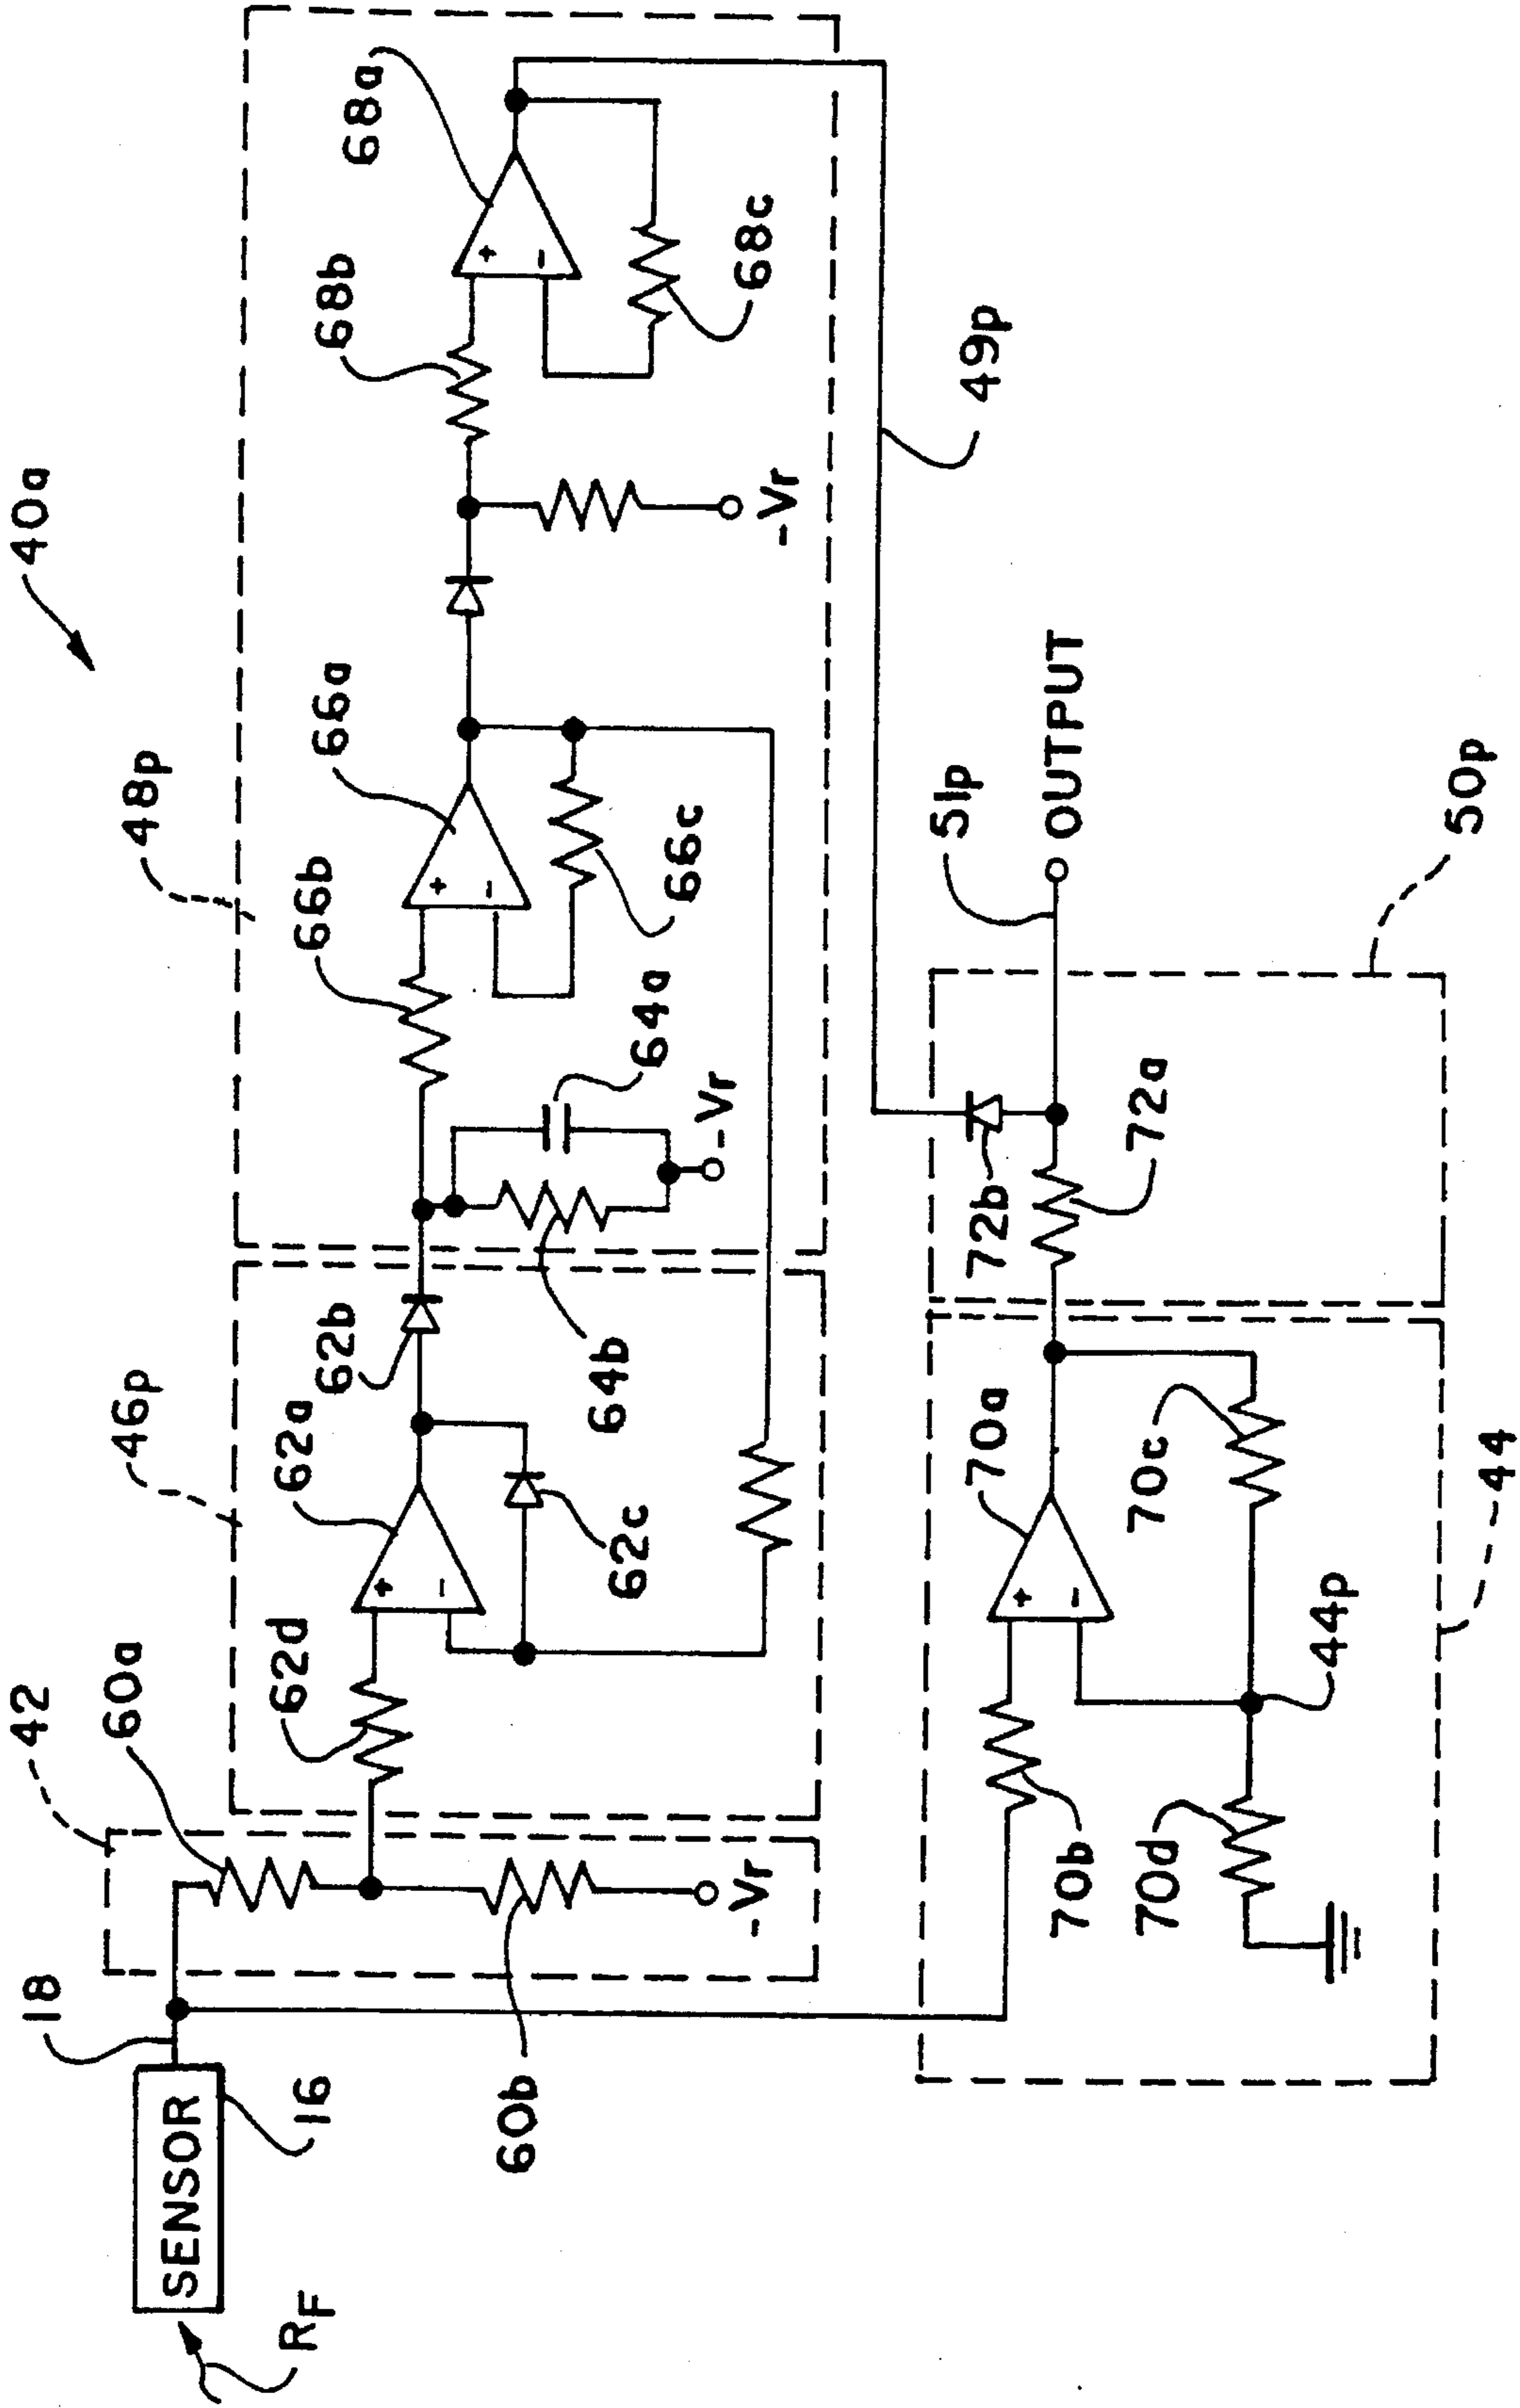 40a
42
60a
46p
48p
18
SENSOR
16
RF
60b
-Vr
62d
62a
62b
62c
64b
64a
-Vr
66b
66a
66c
68b
68a
68c
-Vr
+
-
+
-
+
-
49p
44
70b
70d
70a
+
-
70c
44p
72b
72a
51p
OUTPUT
50p